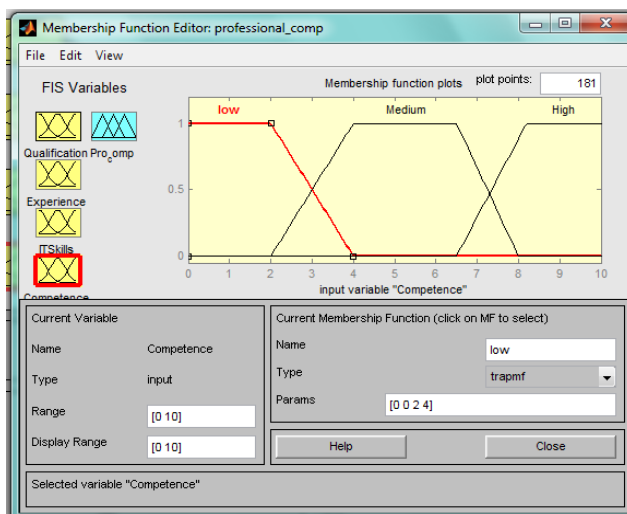 Membership Function Editor: professional_comp
File Edit View
FIS Variables
Membership function plots plot points: 181
low Medium High
1
0.5
0
0 1 2 3 4 5 6 7 8 9 10
input variable "Competence"
Qualification Pro_comp
Experience
ITSkills
Competence
Current Variable
Name Competence
Type input
Range [0 10]
Display Range [0 10]
Current Membership Function (click on MF to select)
Name low
Type trapmf
Params [0 0 2 4]
Help Close
Selected variable "Competence"